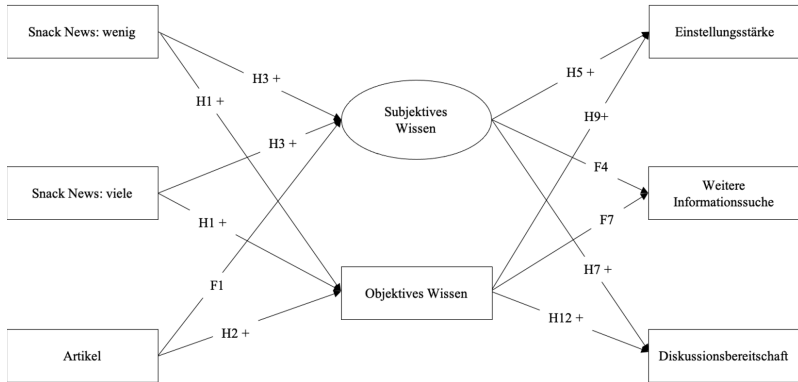 Snack News: wenig
Einstellungsstärke
H3 +
H5 +
H1 +
Subjektives
Wissen
H9+
H3 +
F4
Snack News: viele
Weitere
Informationssuche
H1 +
F7
F1
H7 +
Objektives Wissen
H2 +
H12 +
Artikel
Diskussionsbereitschaft